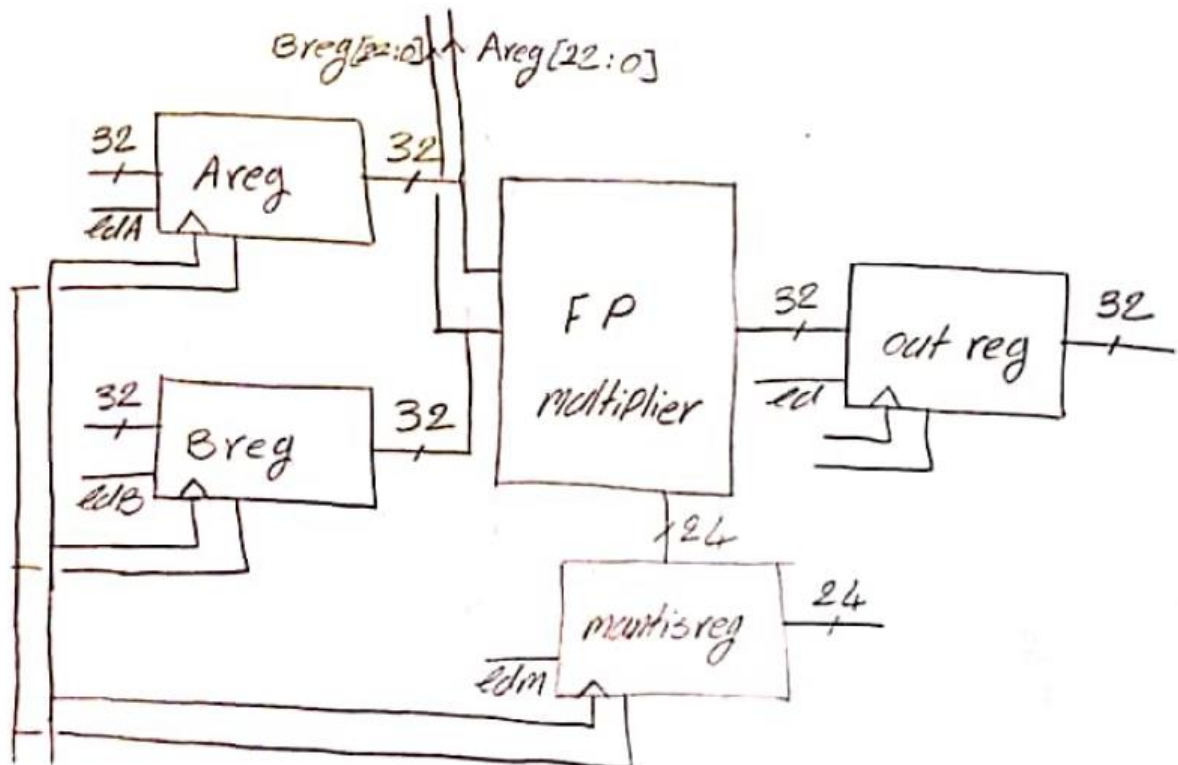 Breg[22:0]
Areg[22:0]
32
Areg
32
ldA
FP
multiplier
32
out reg
32
ld
32
Breg
32
ldB
24
mantisreg
24
ldM